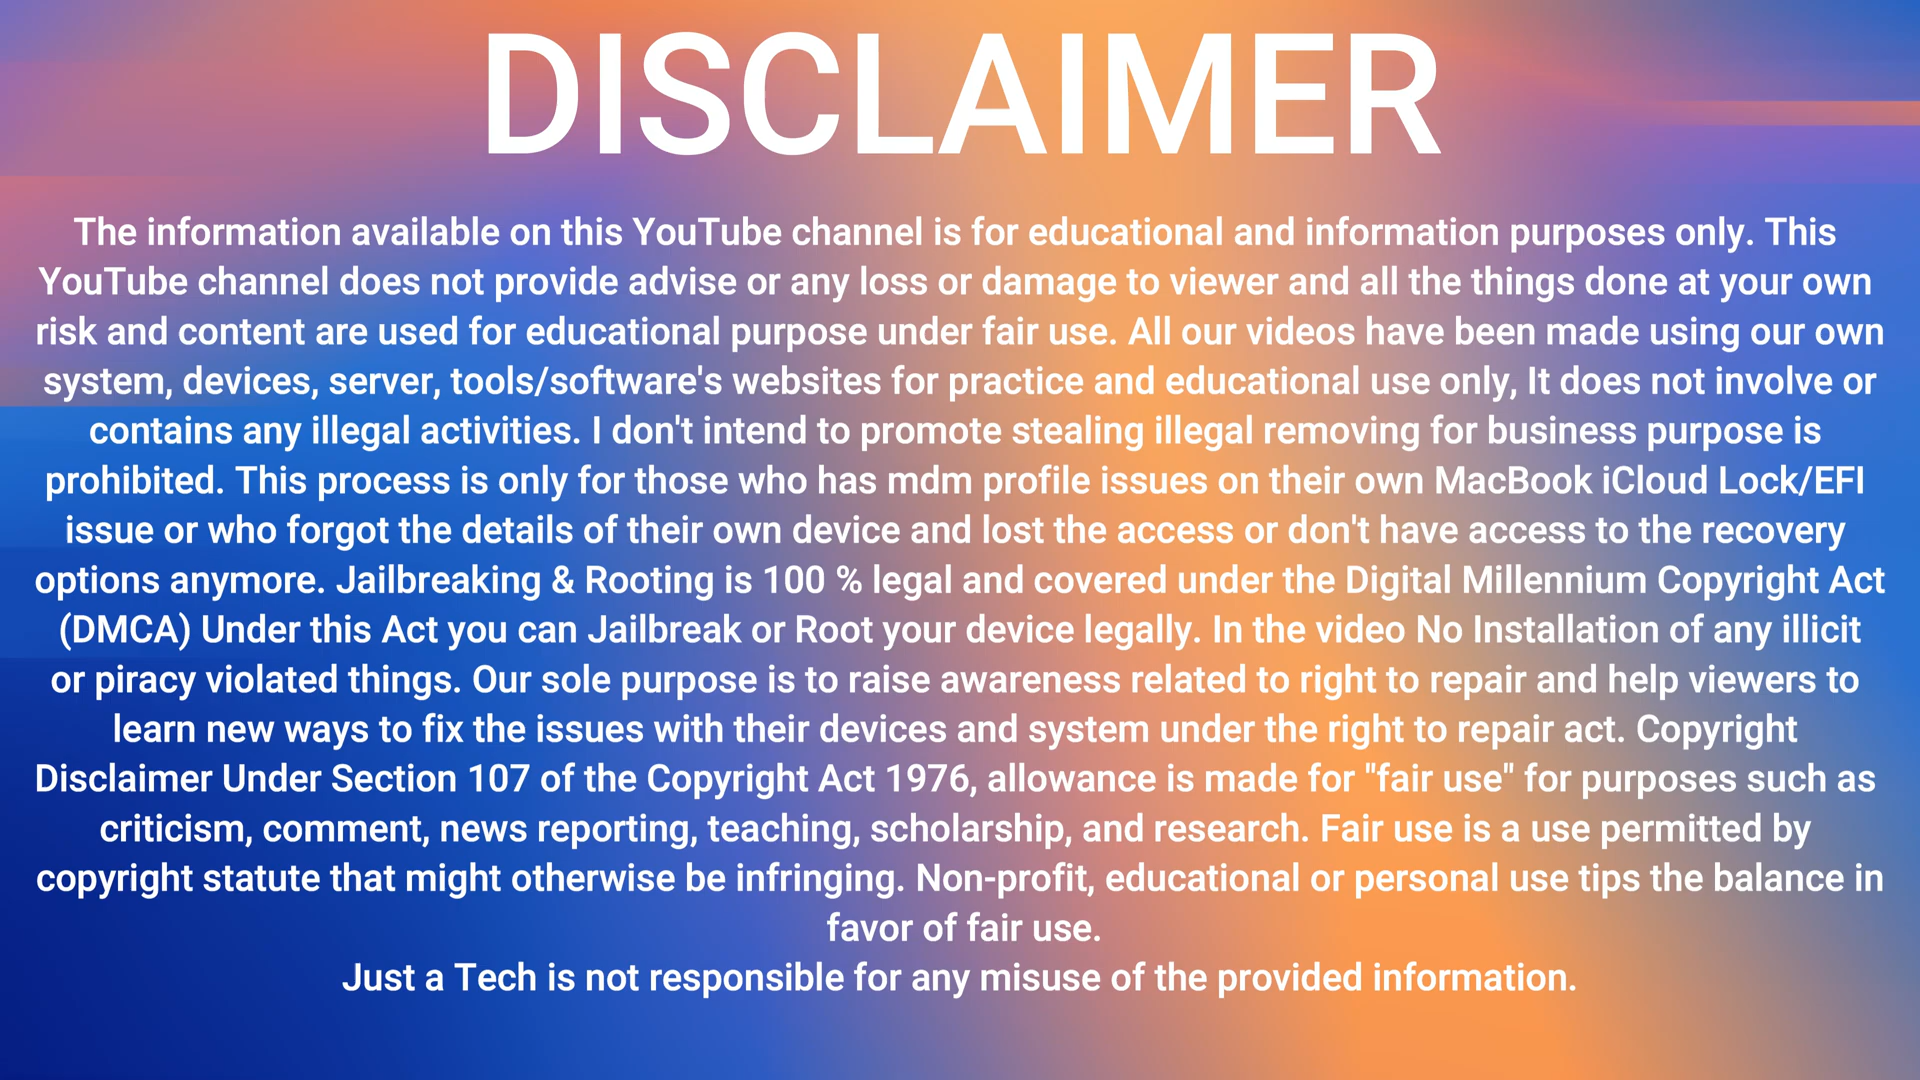 DISCLAIMER
The information available on this YouTube channel is for educational and information purposes only. This
YouTube channel does not provide advise or any loss or damage to viewer and all the things done at your own
risk and content are used for educational purpose under fair use. All our videos have been made using our own
system, devices, server, tools/software's websites for practice and educational use only, It does not involve or
contains any illegal activities. I don't intend to promote stealing illegal removing for business purpose is
prohibited. This process is only for those who has mdm profile issues on their own MacBook iCloud Lock/EFI
issue or who forgot the details of their own device and lost the access or don't have access to the recovery
options anymore. Jailbreaking & Rooting is 100 % legal and covered under the Digital Millennium Copyright Act
(DMCA) Under this Act you can Jailbreak or Root your device legally. In the video No Installation of any illicit
or piracy violated things. Our sole purpose is to raise awareness related to right to repair and help viewers to
learn new ways to fix the issues with their devices and system under the right to repair act. Copyright
Disclaimer Under Section 107 of the Copyright Act 1976, allowance is made for "fair use" for purposes such as
criticism, comment, news reporting, teaching, scholarship, and research. Fair use is a use permitted by
copyright statute that might otherwise be infringing. Non-profit, educational or personal use tips the balance in
favor of fair use.
Just a Tech is not responsible for any misuse of the provided information.